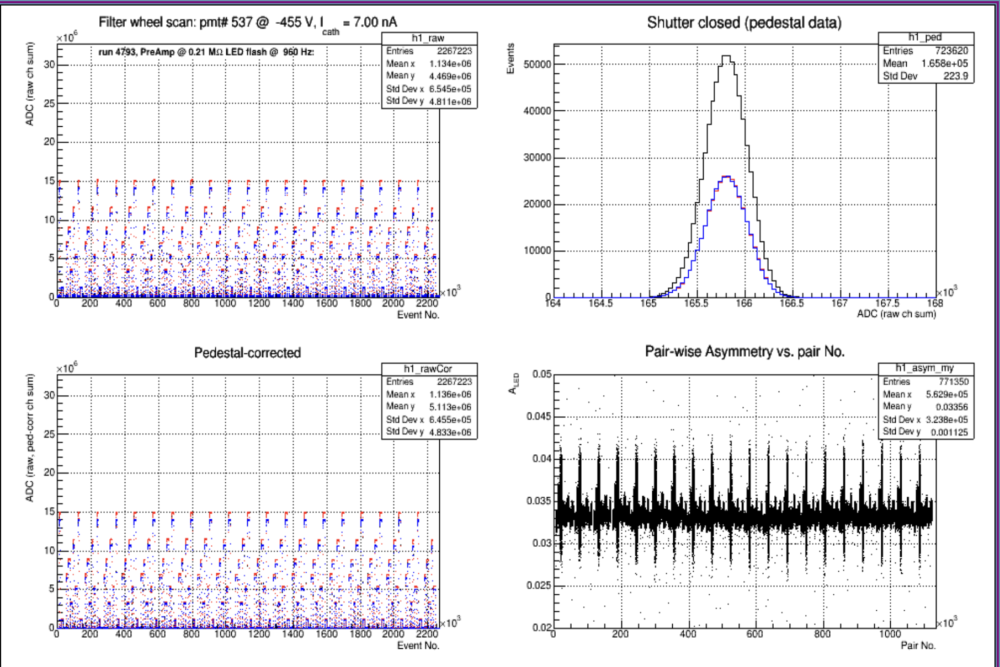 Filter wheel scan: pmt# 537 @ -455 V, I cath = 7.00 nA
×10⁶
ADC (raw ch sum)
run 4793, PreAmp @ 0.21 MΩ LED flash @ 960 Hz:
h1_raw
Entries 2267223
Mean x 1.134e+06
Mean y 4.469e+06
Std Dev x 6.545e+05
Std Dev y 4.811e+06
30
25
20
15
10
5
0
0 200 400 600 800 1000 1200 1400 1600 1800 2000 2200
×10³
Event No.
Shutter closed (pedestal data)
Events
h1_ped
Entries 723620
Mean 1.658e+05
Std Dev 223.9
50000
40000
30000
20000
10000
0
164 164.5 165 165.5 166 166.5 167 167.5 168
×10³
ADC (raw ch sum)
Pedestal-corrected
×10⁶
ADC (raw, ped-corr ch sum)
h1_rawCor
Entries 2267223
Mean x 1.136e+06
Mean y 5.113e+06
Std Dev x 6.455e+05
Std Dev y 4.833e+06
30
25
20
15
10
5
0
0 200 400 600 800 1000 1200 1400 1600 1800 2000 2200
×10³
Event No.
Pair-wise Asymmetry vs. pair No.
A LED
h1_asym_my
Entries 771350
Mean x 5.629e+05
Mean y 0.03356
Std Dev x 3.238e+05
Std Dev y 0.001125
0.05
0.045
0.04
0.035
0.03
0.025
0.02
0 200 400 600 800 1000
×10³
Pair No.